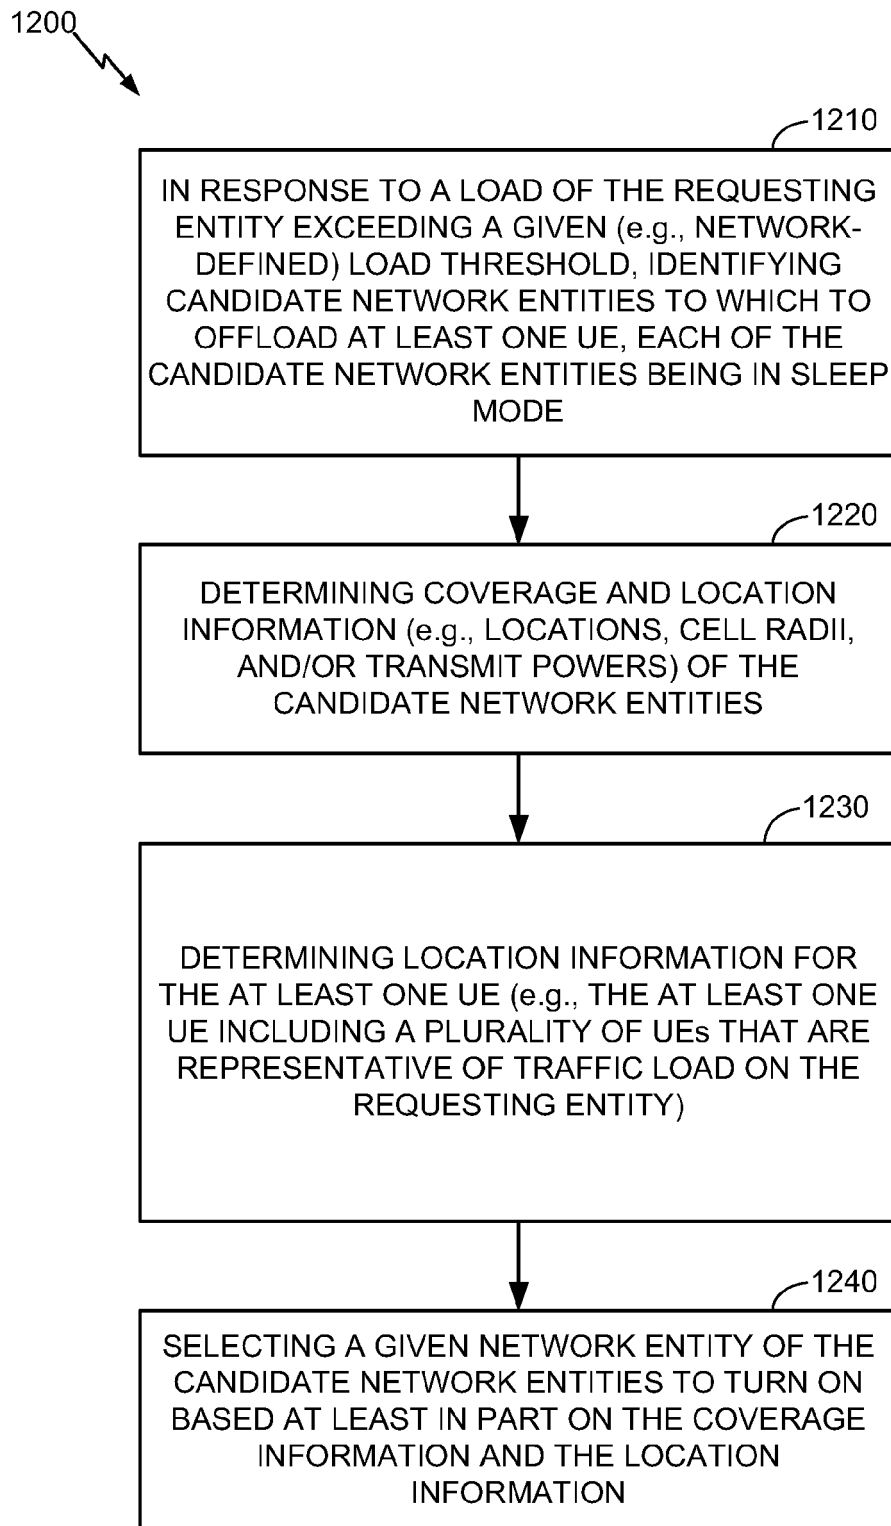 1200
1210
IN RESPONSE TO A LOAD OF THE REQUESTING
ENTITY EXCEEDING A GIVEN (e.g., NETWORK-
DEFINED) LOAD THRESHOLD, IDENTIFYING
CANDIDATE NETWORK ENTITIES TO WHICH TO
OFFLOAD AT LEAST ONE UE, EACH OF THE
CANDIDATE NETWORK ENTITIES BEING IN SLEEP
MODE
1220
DETERMINING COVERAGE AND LOCATION
INFORMATION (e.g., LOCATIONS, CELL RADII,
AND/OR TRANSMIT POWERS) OF THE
CANDIDATE NETWORK ENTITIES
1230
DETERMINING LOCATION INFORMATION FOR
THE AT LEAST ONE UE (e.g., THE AT LEAST ONE
UE INCLUDING A PLURALITY OF UEs THAT ARE
REPRESENTATIVE OF TRAFFIC LOAD ON THE
REQUESTING ENTITY)
1240
SELECTING A GIVEN NETWORK ENTITY OF THE
CANDIDATE NETWORK ENTITIES TO TURN ON
BASED AT LEAST IN PART ON THE COVERAGE
INFORMATION AND THE LOCATION
INFORMATION